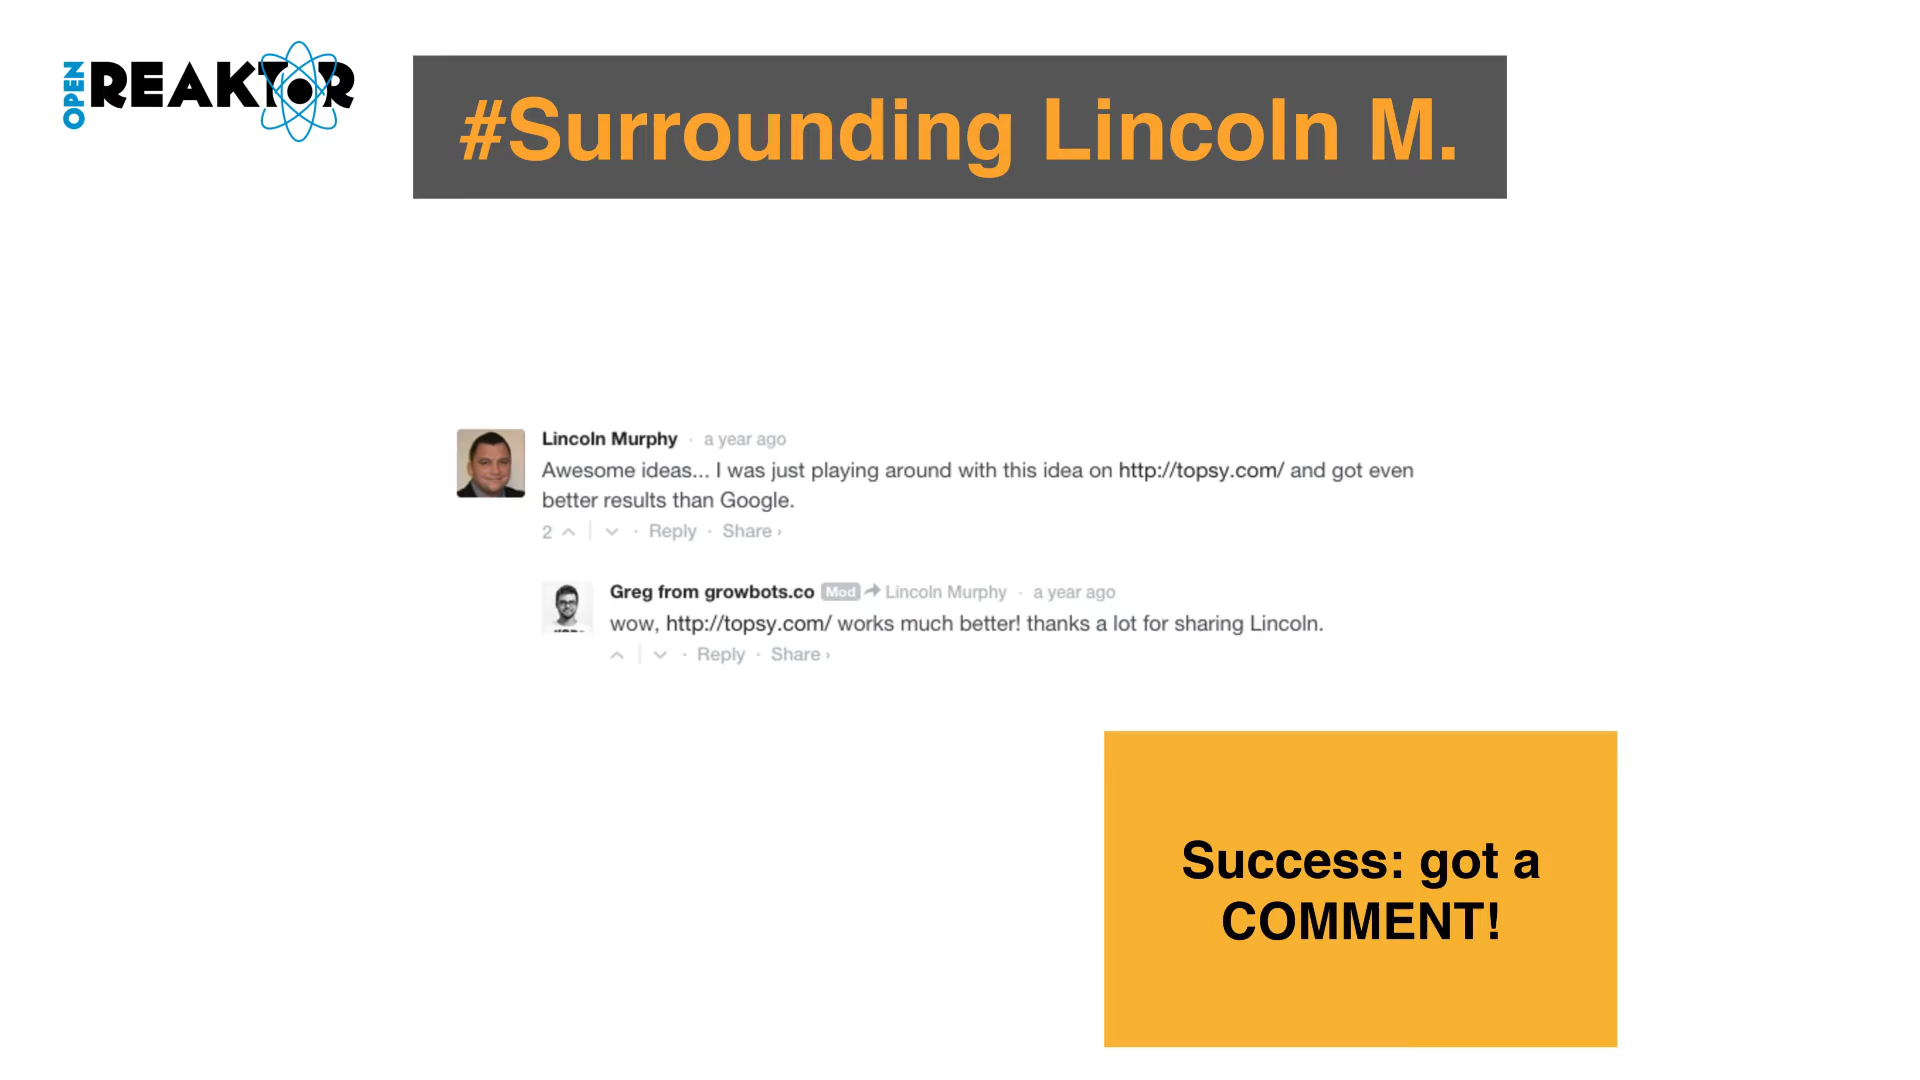 OPEN REAKTOR
#Surrounding Lincoln M.
Lincoln Murphy · a year ago
Awesome ideas... I was just playing around with this idea on http://topsy.com/ and got even
better results than Google.
2 · Reply · Share ›
Greg from growbots.co Mod Lincoln Murphy · a year ago
wow, http://topsy.com/ works much better! thanks a lot for sharing Lincoln.
· Reply · Share ›
Success: got a
COMMENT!